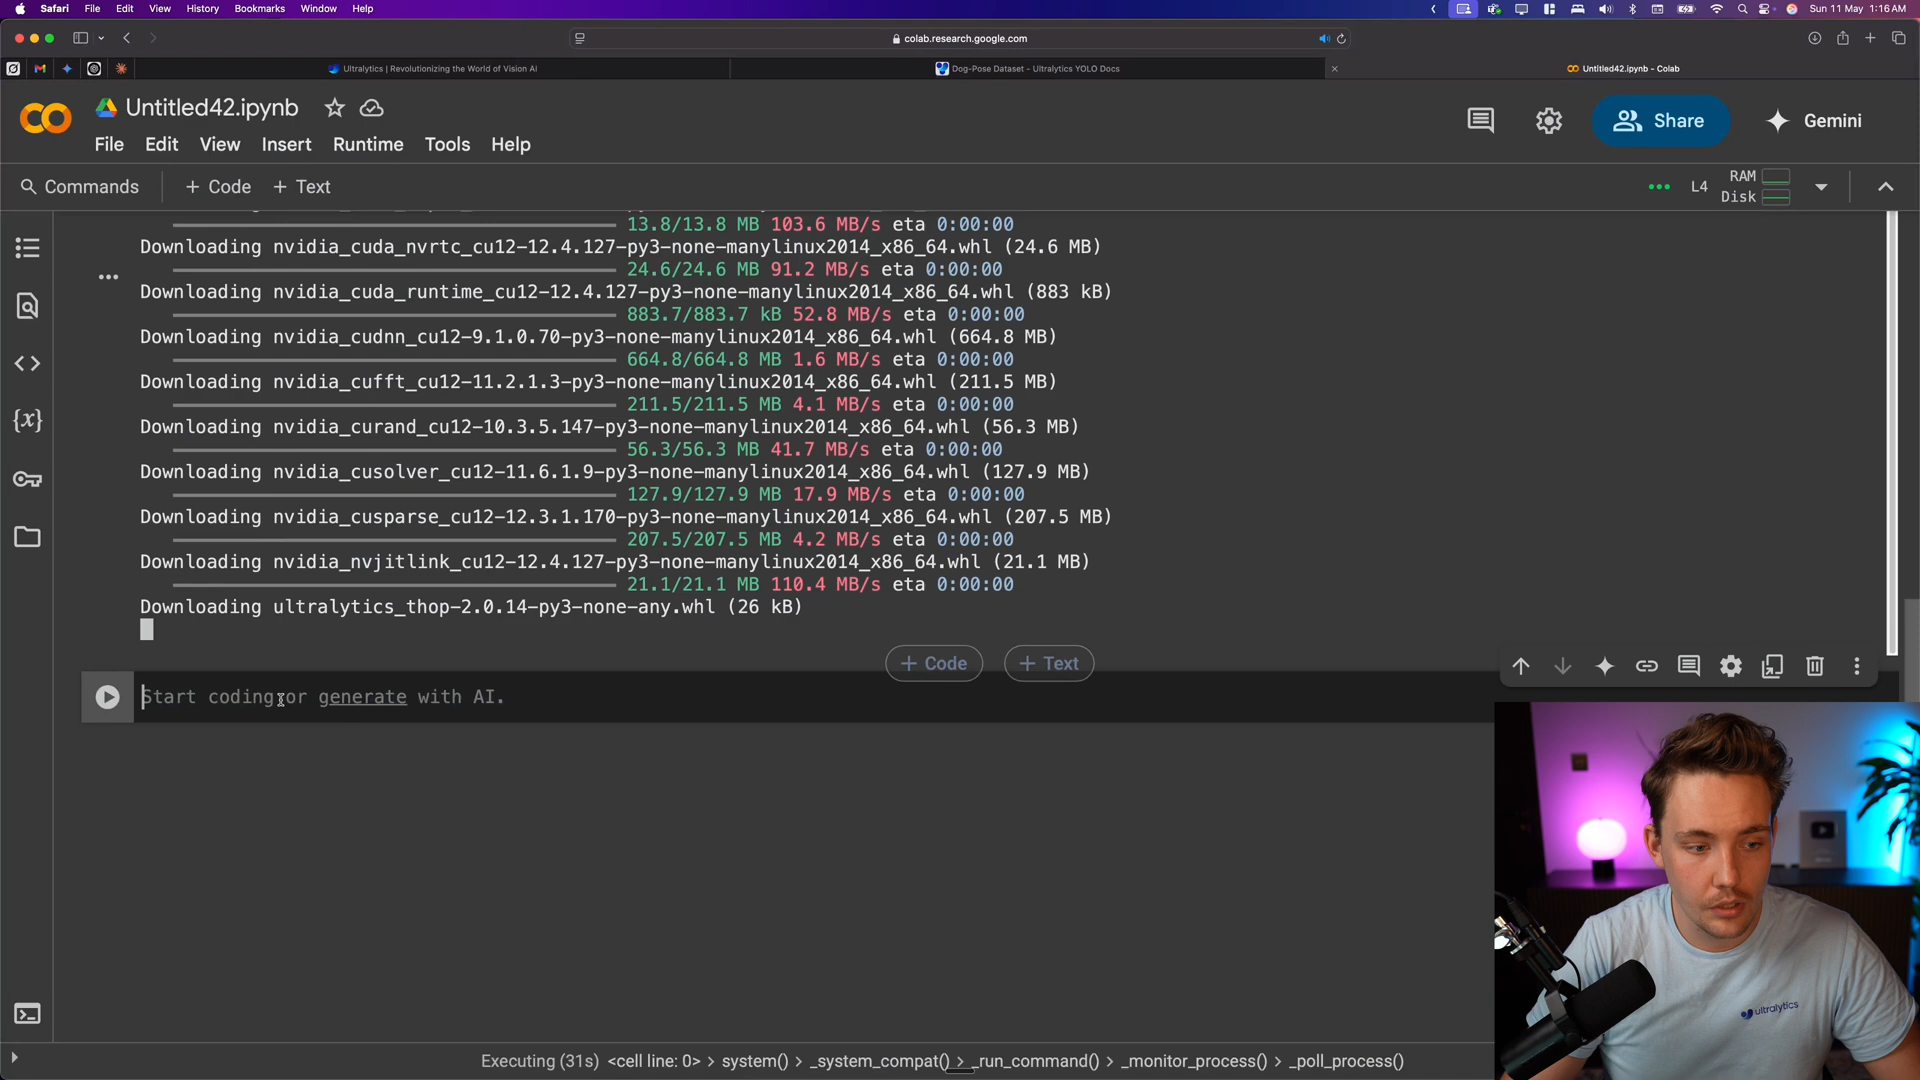 Safari File Edit View History Bookmarks Window Help Sun 11 May 1:16 AM
colab.research.google.com
Ultralytics | Revolutionizing the World of Vision AI
Dog-Pose Dataset - Ultralytics YOLO Docs
Untitled42.ipynb - Colab
Untitled42.ipynb
File Edit View Insert Runtime Tools Help
Share
Gemini
Commands + Code + Text
L4 RAM Disk
13.8/13.8 MB 103.6 MB/s eta 0:00:00
Downloading nvidia_cuda_nvrtc_cu12-12.4.127-py3-none-manylinux2014_x86_64.whl (24.6 MB)
24.6/24.6 MB 91.2 MB/s eta 0:00:00
Downloading nvidia_cuda_runtime_cu12-12.4.127-py3-none-manylinux2014_x86_64.whl (883 kB)
883.7/883.7 kB 52.8 MB/s eta 0:00:00
Downloading nvidia_cudnn_cu12-9.1.0.70-py3-none-manylinux2014_x86_64.whl (664.8 MB)
664.8/664.8 MB 1.6 MB/s eta 0:00:00
Downloading nvidia_cufft_cu12-11.2.1.3-py3-none-manylinux2014_x86_64.whl (211.5 MB)
211.5/211.5 MB 4.1 MB/s eta 0:00:00
Downloading nvidia_curand_cu12-10.3.5.147-py3-none-manylinux2014_x86_64.whl (56.3 MB)
56.3/56.3 MB 41.7 MB/s eta 0:00:00
Downloading nvidia_cusolver_cu12-11.6.1.9-py3-none-manylinux2014_x86_64.whl (127.9 MB)
127.9/127.9 MB 17.9 MB/s eta 0:00:00
Downloading nvidia_cusparse_cu12-12.3.1.170-py3-none-manylinux2014_x86_64.whl (207.5 MB)
207.5/207.5 MB 4.2 MB/s eta 0:00:00
Downloading nvidia_nvjitlink_cu12-12.4.127-py3-none-manylinux2014_x86_64.whl (21.1 MB)
21.1/21.1 MB 110.4 MB/s eta 0:00:00
Downloading ultralytics_thop-2.0.14-py3-none-any.whl (26 kB)
+ Code + Text
Start coding or generate with AI.
ultralytics
Executing (31s) <cell line: 0> > system() > _system_compat() > _run_command() > _monitor_process() > _poll_process()